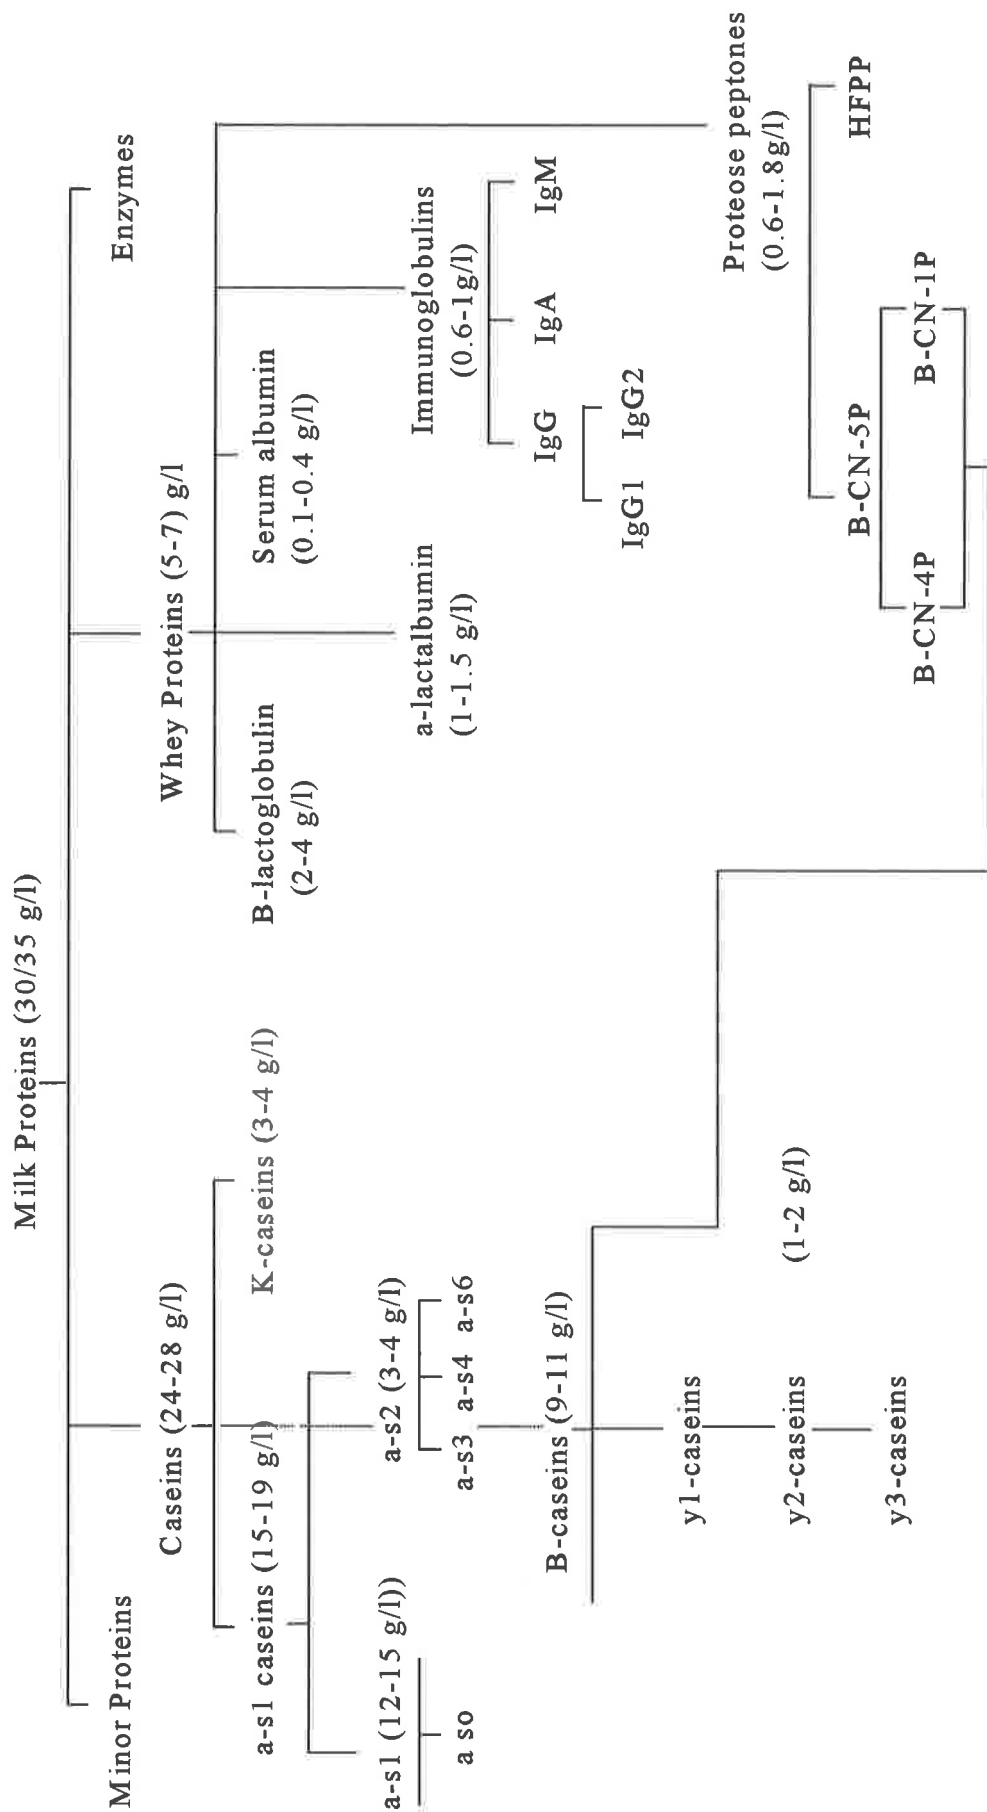 Milk Proteins (30/35 g/l)
Minor Proteins
Caseins (24-28 g/l)
Whey Proteins (5-7) g/l
Enzymes
a-s1 caseins (15-19 g/l)
K-caseins (3-4 g/l)
B-lactoglobulin
(2-4 g/l)
Serum albumin
(0.1-0.4 g/l)
a-s1 (12-15 g/l))
a-s2 (3-4 g/l)
a-lactalbumin
(1-1.5 g/l)
Immunoglobulins
(0.6-1g/l)
a so
a-s3 a-s4 a-s6
IgG IgA IgM
B-caseins (9-11 g/l)
IgG1 IgG2
y1-caseins
Proteose peptones
(0.6-1.8g/l)
y2-caseins
(1-2 g/l)
B-CN-5P
HFPP
y3-caseins
B-CN-4P
B-CN-1P